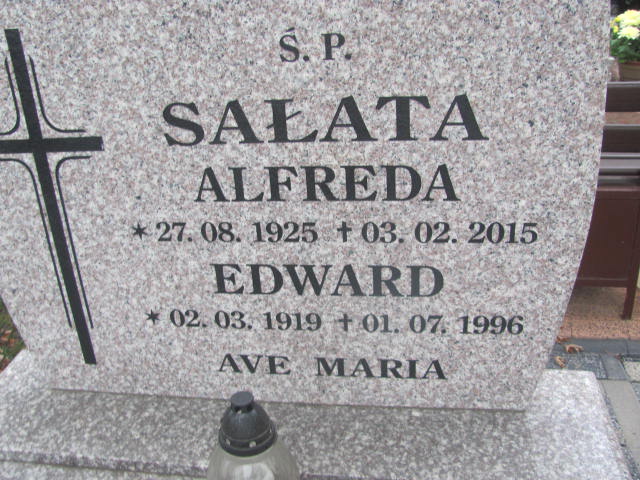 Ś. P.
SAŁATA
ALFREDA
* 27. 08. 1925 ✝ 03. 02. 2015
EDWARD
* 02. 03. 1919 ✝ 01. 07. 1996
AVE MARIA